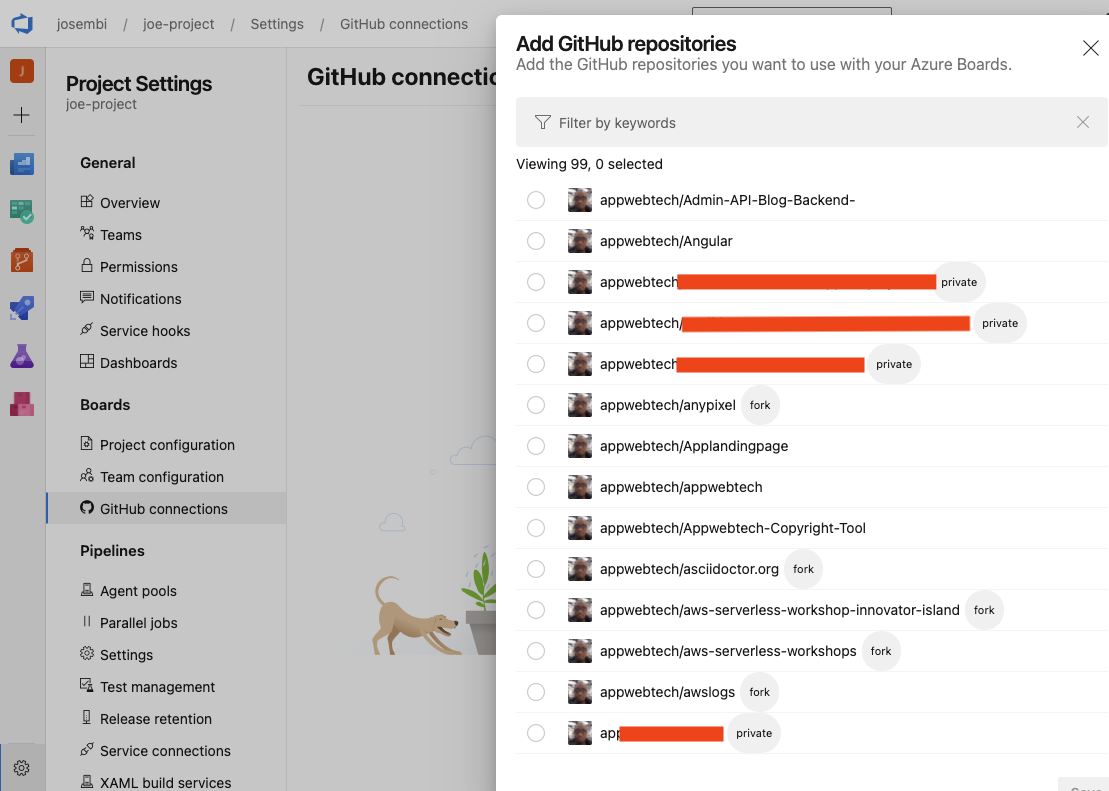 josembi / joe-project / Settings / GitHub connections
J
Project Settings
joe-project
General
Overview
Teams
Permissions
Notifications
Service hooks
Dashboards
Boards
Project configuration
Team configuration
GitHub connections
Pipelines
Agent pools
Parallel jobs
Settings
Test management
Release retention
Service connections
XAML build services
GitHub connectio
Add GitHub repositories
Add the GitHub repositories you want to use with your Azure Boards.
Filter by keywords
Viewing 99, 0 selected
appwebtech/Admin-API-Blog-Backend-
appwebtech/Angular
appwebtech private
appwebtech/ private
appwebtech private
appwebtech/anypixel fork
appwebtech/Applandingpage
appwebtech/appwebtech
appwebtech/Appwebtech-Copyright-Tool
appwebtech/asciidoctor.org fork
appwebtech/aws-serverless-workshop-innovator-island fork
appwebtech/aws-serverless-workshops fork
appwebtech/awslogs fork
app private